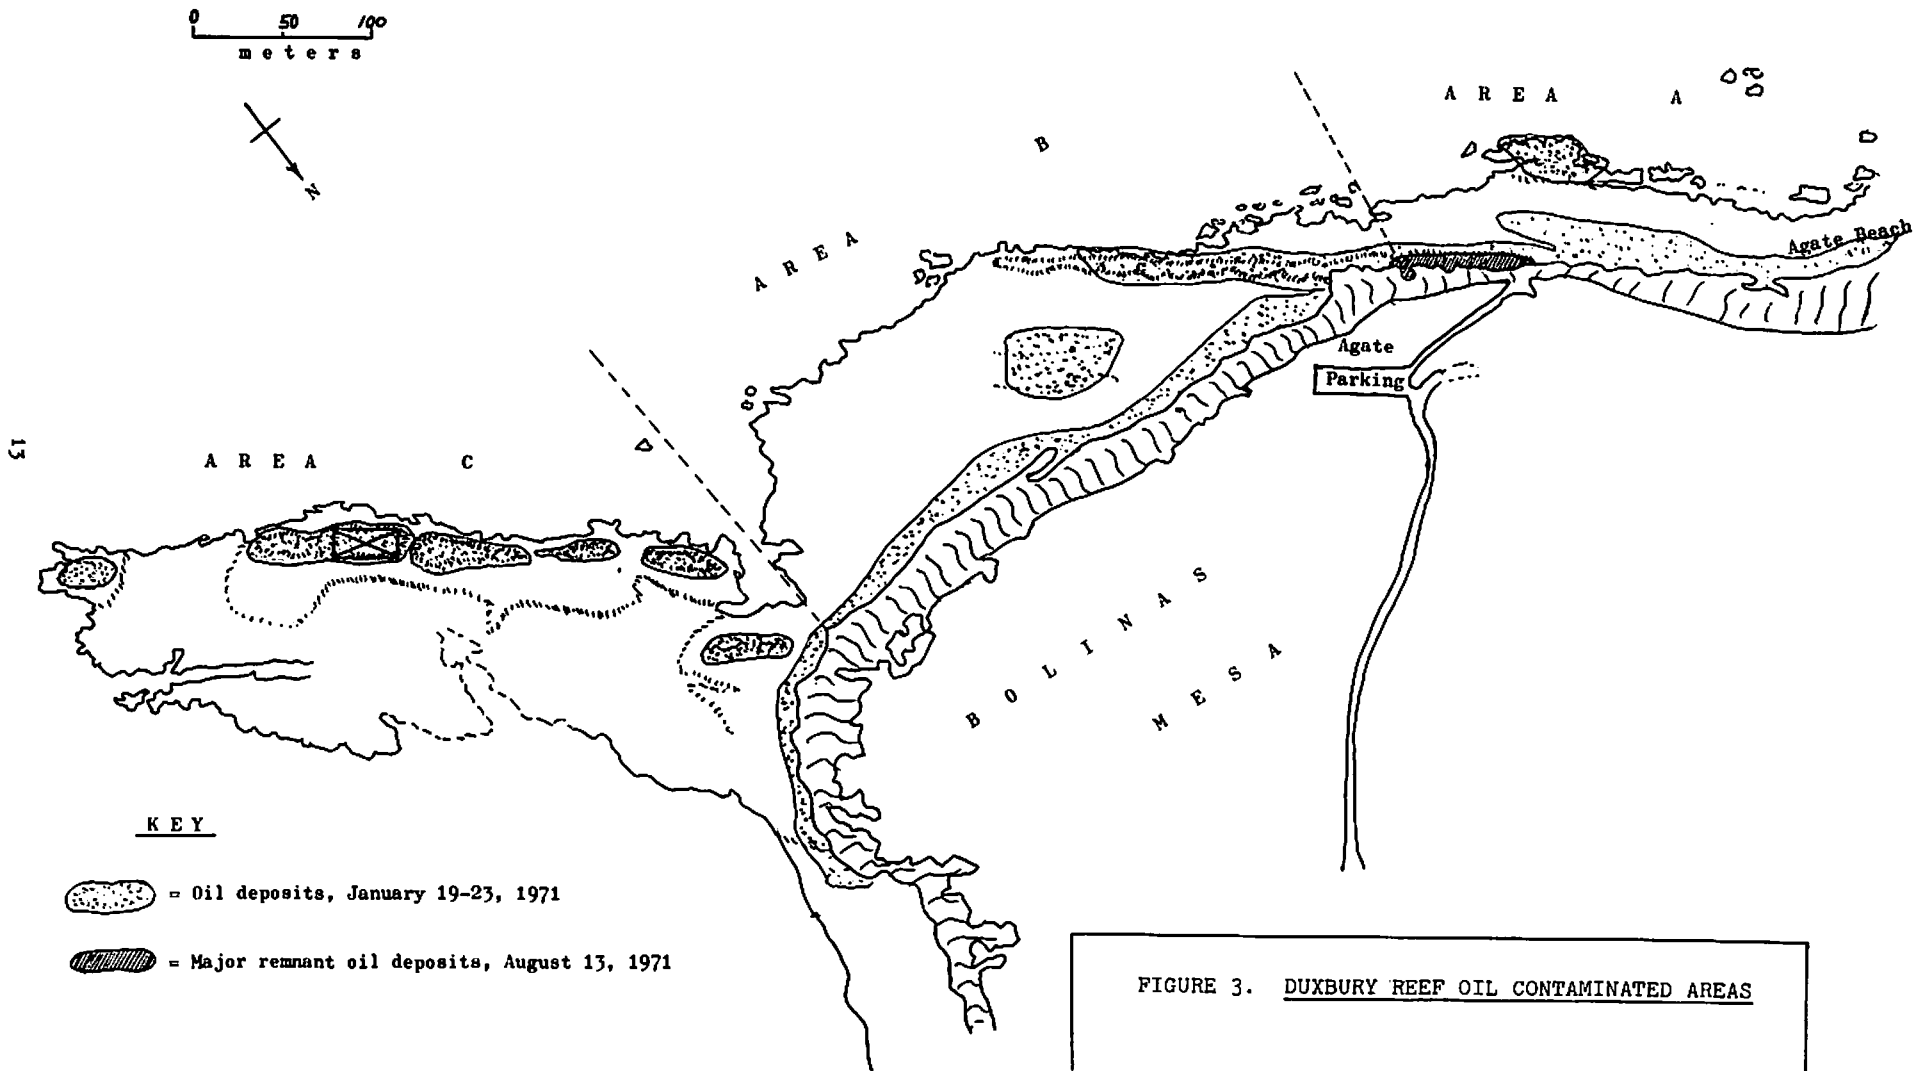 0 50 100
meters
N
AREA A
AREA B
Agate Beach
Agate
Parking
13
AREA C
BOLINAS
MESA
KEY
= Oil deposits, January 19-23, 1971
= Major remnant oil deposits, August 13, 1971
FIGURE 3. DUXBURY REEF OIL CONTAMINATED AREAS